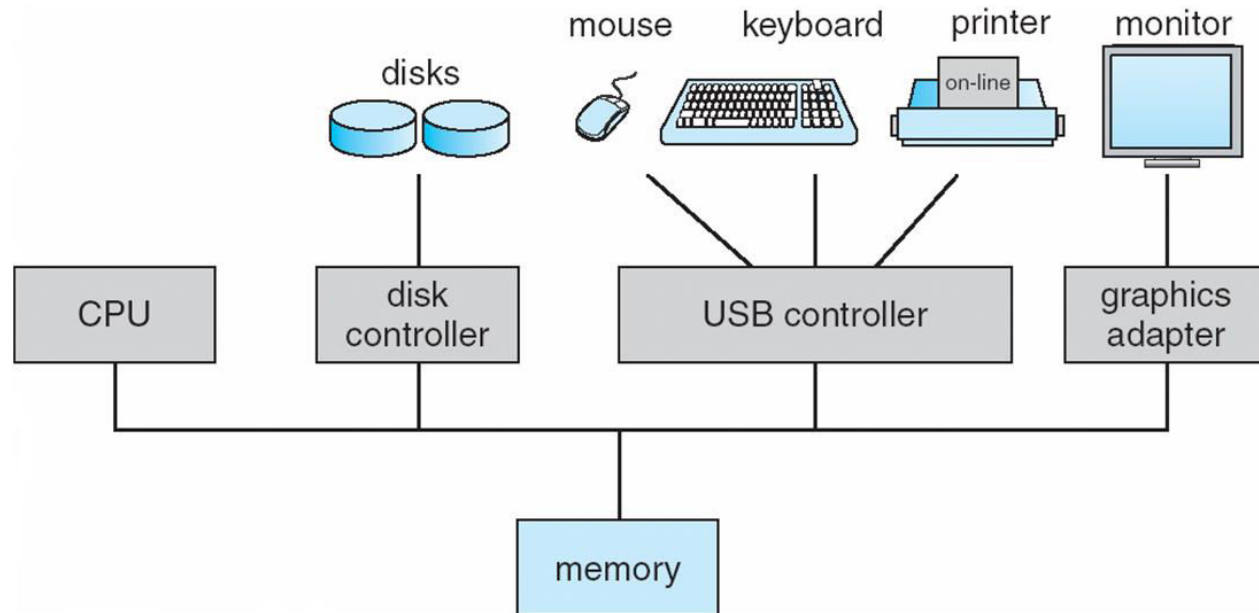 mouse
keyboard
printer
monitor
disks
on-line
CPU
disk
controller
USB controller
graphics
adapter
memory